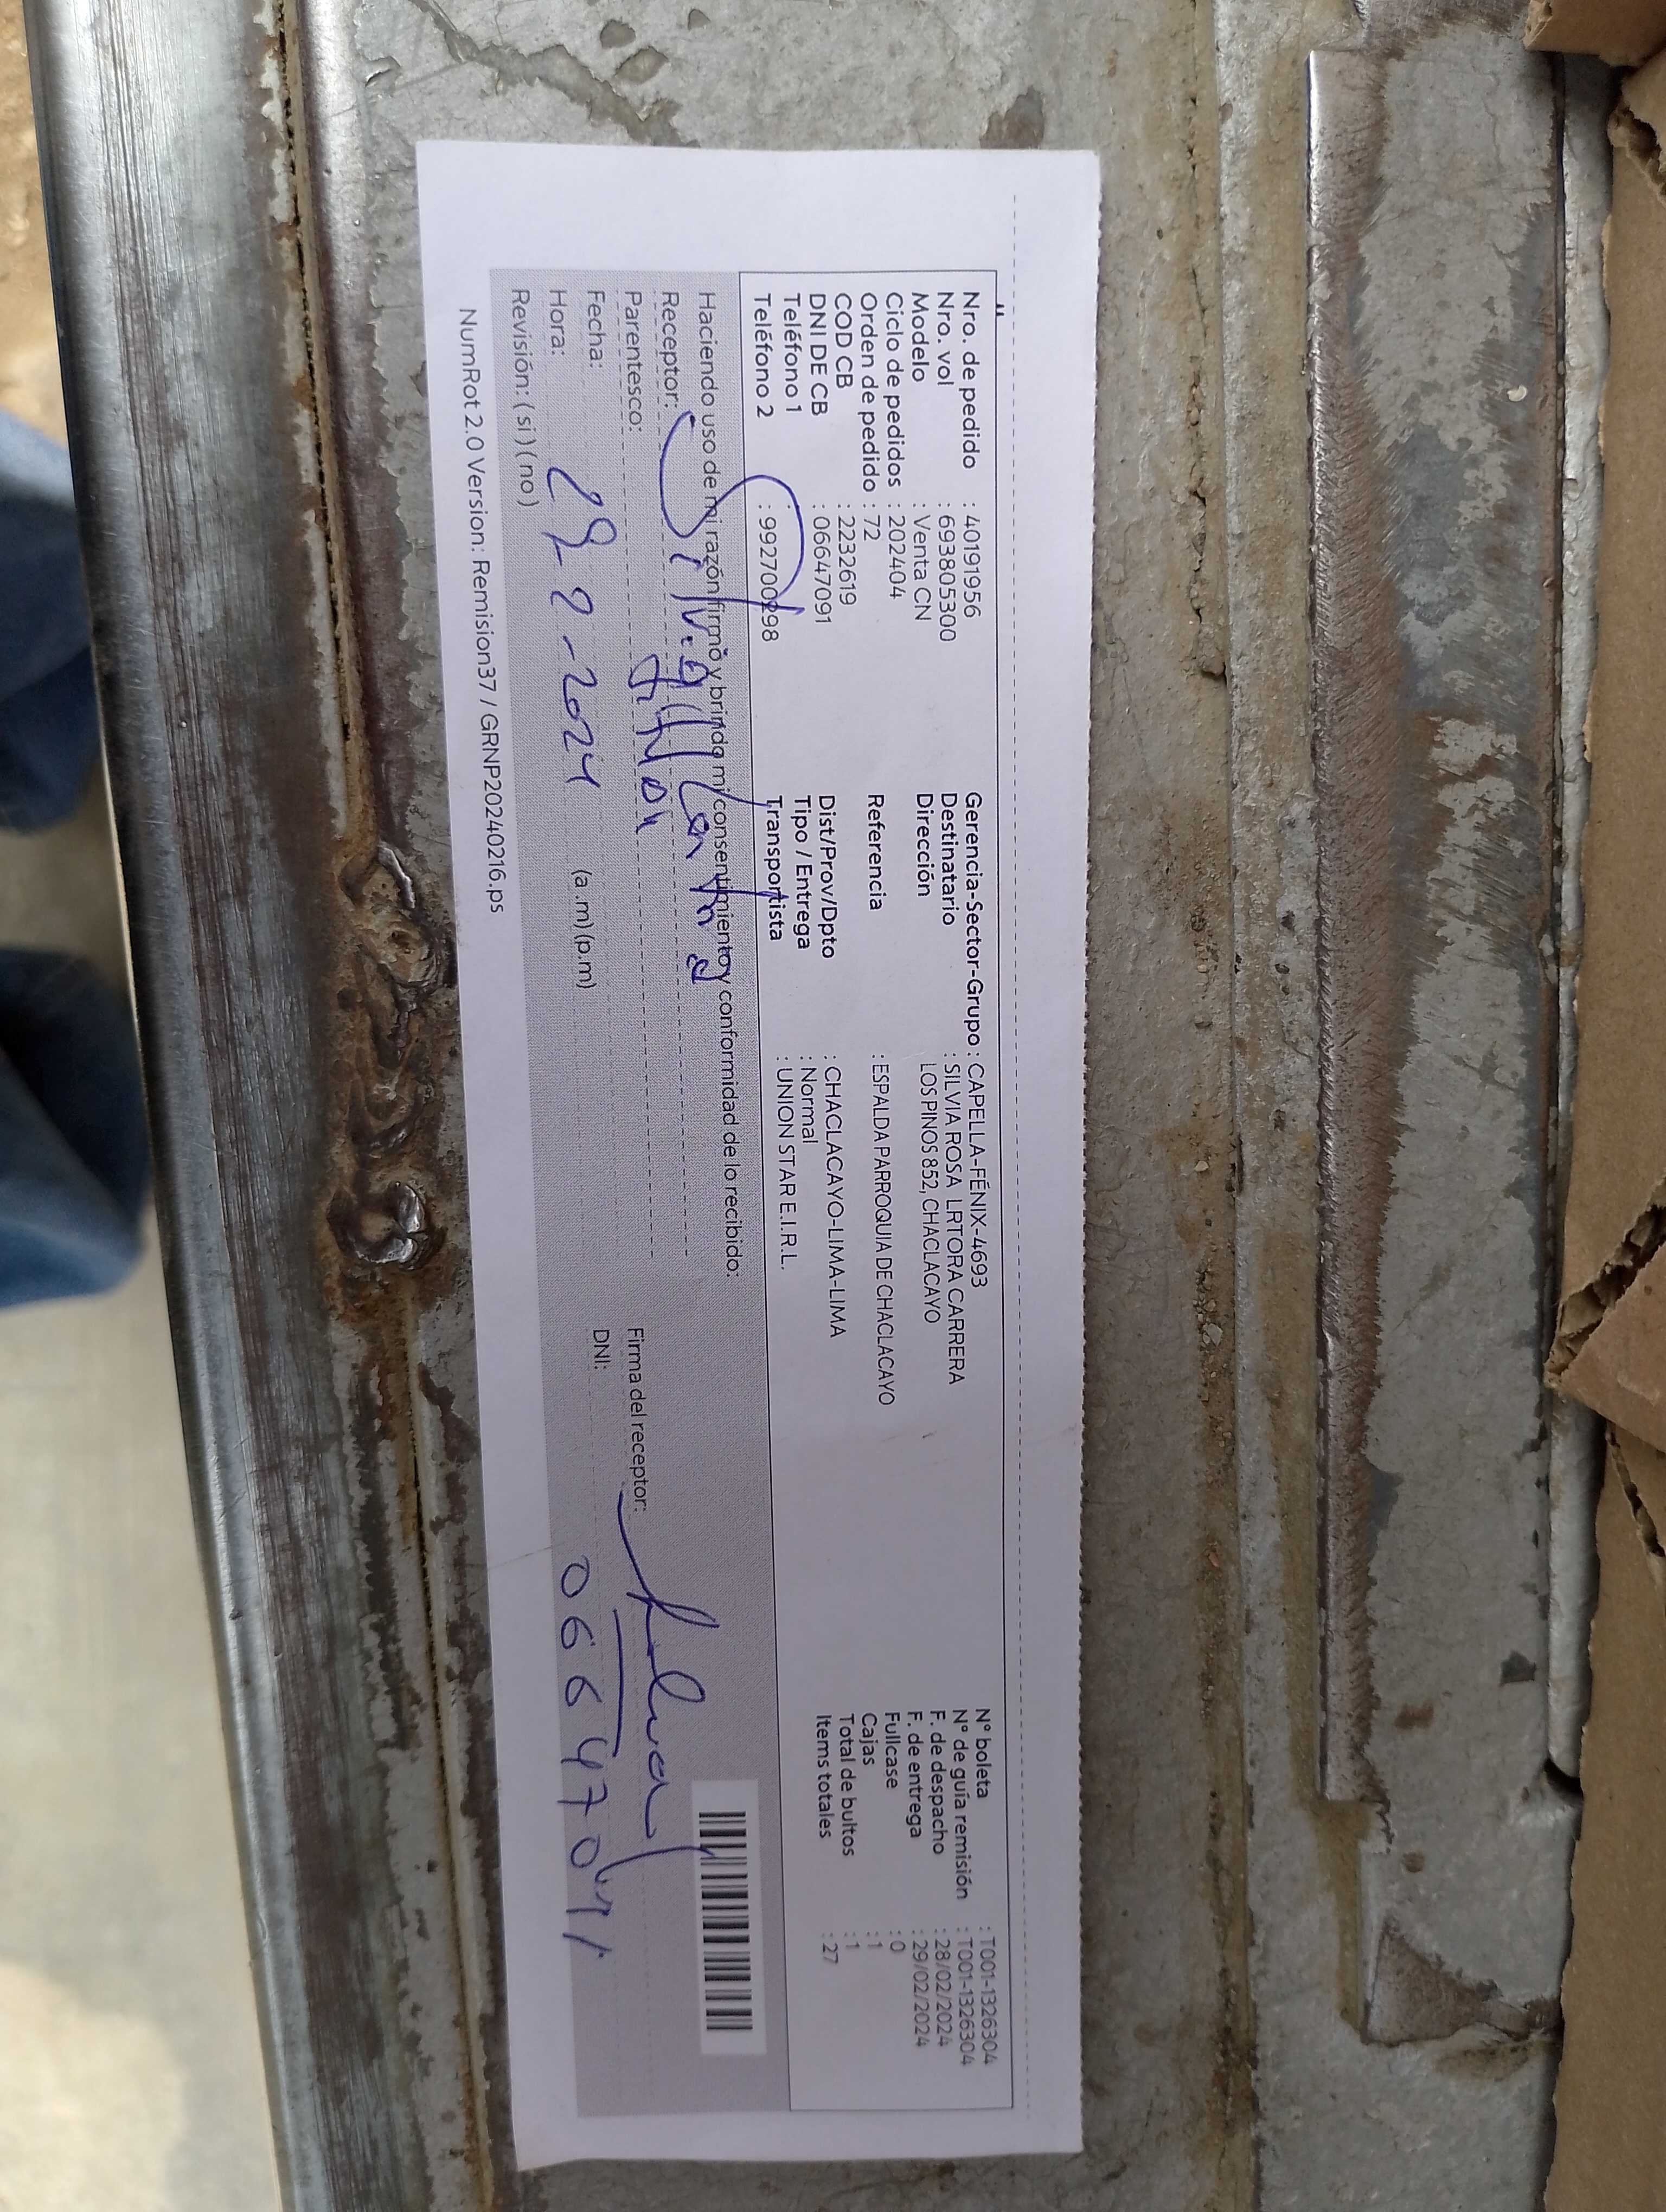 Nro. de pedido : 40191956
Nro. vol : 693805300
Modelo : Venta CN
Ciclo de pedidos : 202404
Orden de pedido : 72
COD CB : 2232619
DNI DE CB : 06647091
Teléfono 1 :
Teléfono 2 : 992700298
Gerencia-Sector-Grupo : CAPELLA-FÉNIX-4693
Destinatario : SILVIA ROSA LRTORA CARRERA
Dirección LOS PINOS 852, CHACLACAYO
Referencia : ESPALDA PARROQUIA DE CHACLACAYO
Dist/Prov/Dpto : CHACLACAYO-LIMA-LIMA
Tipo / Entrega : Normal
Transportista : UNION STAR E.I.R.L.
N° boleta : T001-1326304
N° de guía remisión : T001-1326304
F. de despacho : 28/02/2024
F. de entrega : 29/02/2024
Fullcase : 0
Cajas : 1
Total de bultos : 1
Items totales : 27
Haciendo uso de mi razón firmo y brindo mi consentimiento y conformidad de lo recibido:
Receptor:
Parentesco: titular
Fecha: 29-2-2024
Hora: (a.m) (p.m)
Revisión: ( si ) ( no )
Firma del receptor:
DNI: 06647091
NumRot 2.0 Version: Remision37 / GRNP20240216.ps